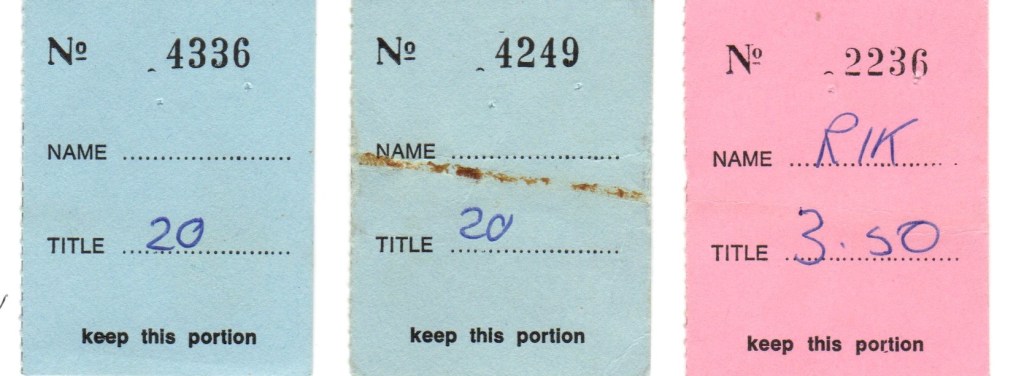 Nº 4336
NAME ........................
TITLE 20 ........................
keep this portion
Nº 4249
NAME ........................
TITLE 20 ........................
keep this portion
Nº 2236
NAME RIK ........................
TITLE 3.50 ........................
keep this portion